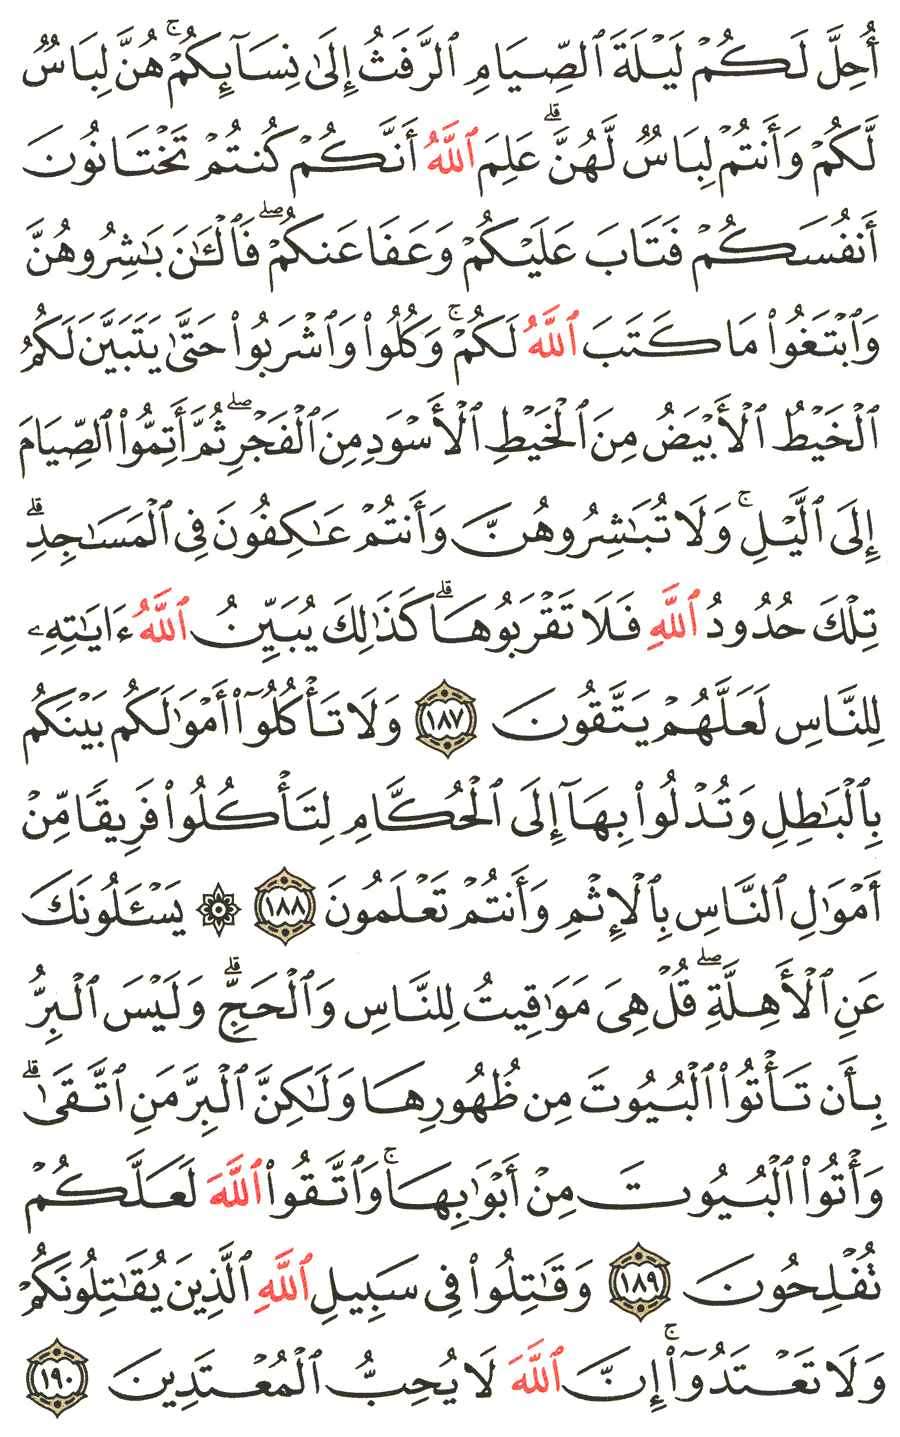 أُحِلَّ لَكُمْ لَيْلَةَ ٱلصِّيَامِ ٱلرَّفَثُ إِلَىٰ نِسَآئِكُمْ ۚ هُنَّ لِبَاسٌ
لَّكُمْ وَأَنتُمْ لِبَاسٌ لَّهُنَّ ۗ عَلِمَ ٱللَّهُ أَنَّكُمْ كُنتُمْ تَخْتَانُونَ
أَنفُسَكُمْ فَتَابَ عَلَيْكُمْ وَعَفَا عَنكُمْ ۖ فَٱلْـَٰٔنَ بَـٰشِرُوهُنَّ
وَٱبْتَغُوا۟ مَا كَتَبَ ٱللَّهُ لَكُمْ ۚ وَكُلُوا۟ وَٱشْرَبُوا۟ حَتَّىٰ يَتَبَيَّنَ لَكُمُ
ٱلْخَيْطُ ٱلْأَبْيَضُ مِنَ ٱلْخَيْطِ ٱلْأَسْوَدِ مِنَ ٱلْفَجْرِ ۖ ثُمَّ أَتِمُّوا۟ ٱلصِّيَامَ
إِلَى ٱلَّيْلِ ۚ وَلَا تُبَـٰشِرُوهُنَّ وَأَنتُمْ عَـٰكِفُونَ فِى ٱلْمَسَـٰجِدِ ۗ
تِلْكَ حُدُودُ ٱللَّهِ فَلَا تَقْرَبُوهَا ۗ كَذَٰلِكَ يُبَيِّنُ ٱللَّهُ ءَايَـٰتِهِۦ
لِلنَّاسِ لَعَلَّهُمْ يَتَّقُونَ ١٨٧ وَلَا تَأْكُلُوٓا۟ أَمْوَٰلَكُم بَيْنَكُم
بِٱلْبَـٰطِلِ وَتُدْلُوا۟ بِهَآ إِلَى ٱلْحُكَّامِ لِتَأْكُلُوا۟ فَرِيقًا مِّنْ
أَمْوَٰلِ ٱلنَّاسِ بِٱلْإِثْمِ وَأَنتُمْ تَعْلَمُونَ ١٨٨ ۞ يَسْـَٔلُونَكَ
عَنِ ٱلْأَهِلَّةِ ۖ قُلْ هِىَ مَوَٰقِيتُ لِلنَّاسِ وَٱلْحَجِّ ۗ وَلَيْسَ ٱلْبِرُّ
بِأَن تَأْتُوا۟ ٱلْبُيُوتَ مِن ظُهُورِهَا وَلَـٰكِنَّ ٱلْبِرَّ مَنِ ٱتَّقَىٰ ۗ
وَأْتُوا۟ ٱلْبُيُوتَ مِنْ أَبْوَٰبِهَا ۚ وَٱتَّقُوا۟ ٱللَّهَ لَعَلَّكُمْ
تُفْلِحُونَ ١٨٩ وَقَـٰتِلُوا۟ فِى سَبِيلِ ٱللَّهِ ٱلَّذِينَ يُقَـٰتِلُونَكُمْ
وَلَا تَعْتَدُوٓا۟ ۚ إِنَّ ٱللَّهَ لَا يُحِبُّ ٱلْمُعْتَدِينَ ١٩٠